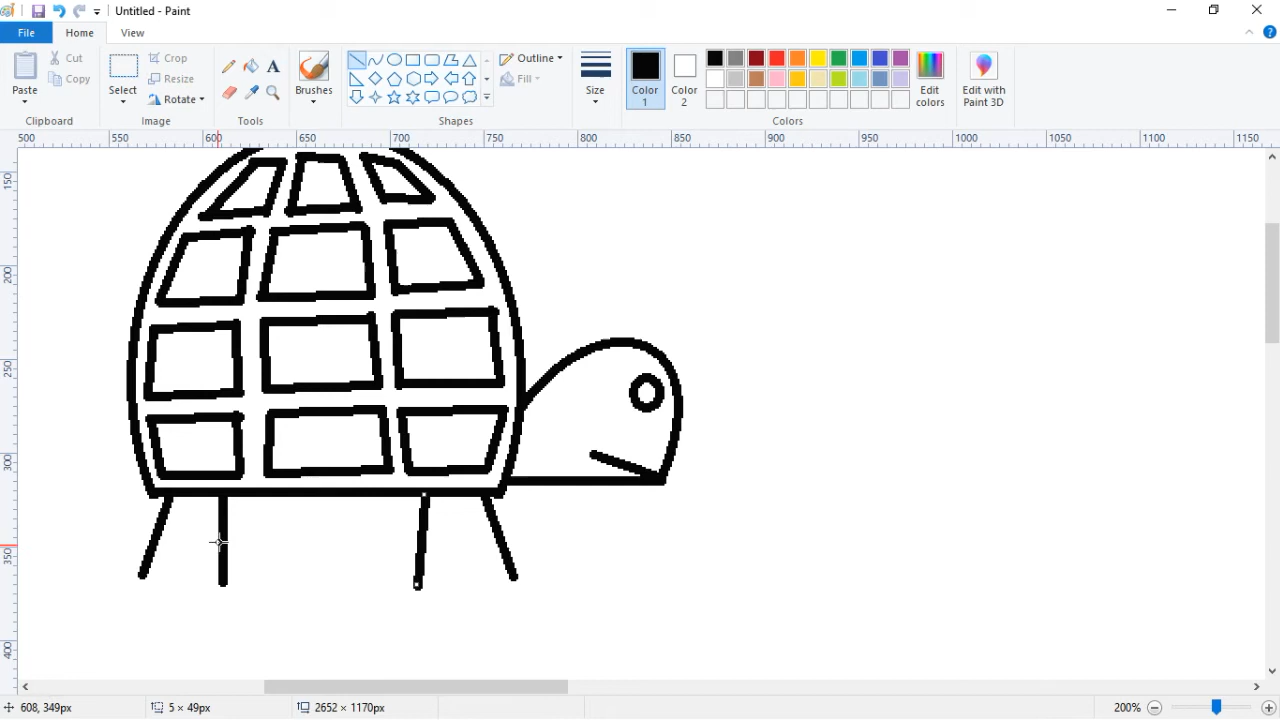 Untitled - Paint
File Home View
Paste
Cut
Copy
Clipboard
Select
Crop
Resize
Rotate
Image
Tools
Brushes
Shapes
Outline
Fill
Size
Color 1
Color 2
Edit colors
Colors
Edit with Paint 3D
500 550 600 650 700 750 800 850 900 950 1000 1050 1100 1150
150
200
250
300
350
400
608, 349px 5 × 49px 2652 × 1170px 200%